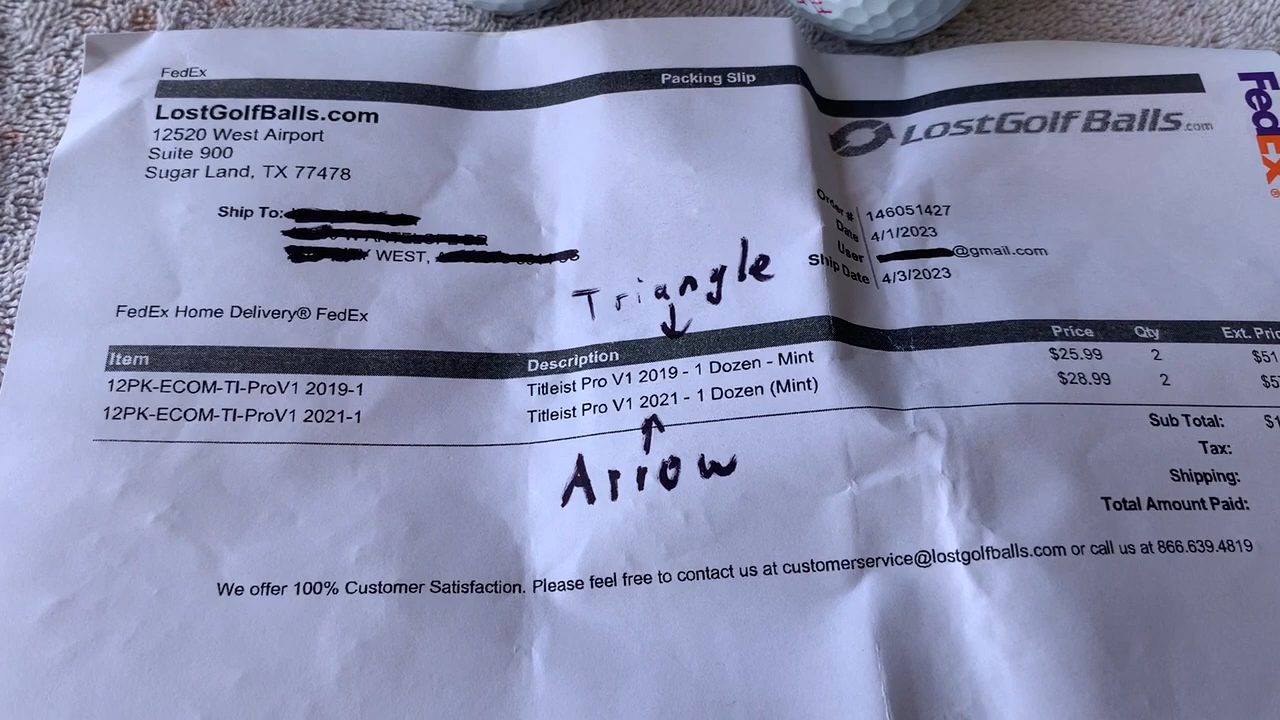 FedEx
Packing Slip
LostGolfBalls.com
12520 West Airport
Suite 900
Sugar Land, TX 77478
LOSTGOLFBALLS.com
FedEx®
Ship To:
WEST,
Order # 146051427
Date 4/1/2023
User @gmail.com
Ship Date 4/3/2023
Triangle
FedEx Home Delivery® FedEx
Item Description Price Qty Ext.
12PK-ECOM-TI-ProV1 2019-1 Titleist Pro V1 2019 - 1 Dozen - Mint $25.99 2 $51
12PK-ECOM-TI-ProV1 2021-1 Titleist Pro V1 2021 - 1 Dozen (Mint) $28.99 2
Sub Total:
Tax:
Shipping:
Total Amount Paid:
Arrow
We offer 100% Customer Satisfaction. Please feel free to contact us at customerservice@lostgolfballs.com or call us at 866.639.4819